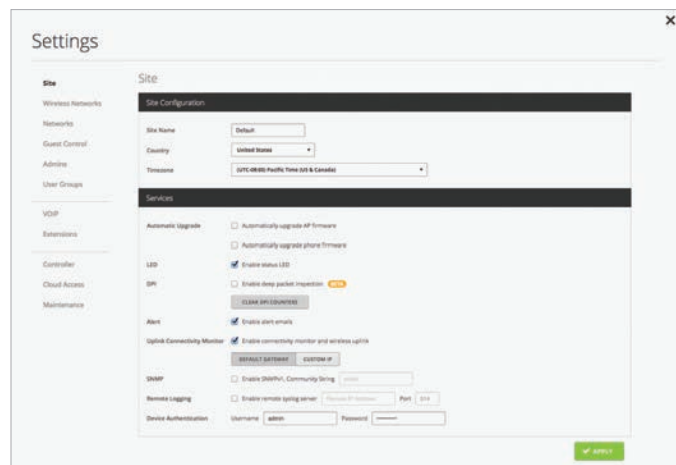 Settings
Site
Wireless Networks
Networks
Guest Control
Admins
User Groups
VOIP
Extensions
Controller
Cloud Access
Maintenance
Site
Site Configuration
Site Name Default
Country United States
Timezone (UTC-08:00) Pacific Time (US & Canada)
Services
Automatic Upgrade Automatically upgrade AP firmware
Automatically upgrade phone firmware
LED Enable status LED
DPI Enable deep packet inspection BETA
CLEAR DPI COUNTERS
Alert Enable alert emails
Uplink Connectivity Monitor Enable connectivity monitor and wireless uplink
DEFAULT GATEWAY CUSTOM IP
SNMP Enable SNMPv1, Community String
Remote Logging Enable remote syslog server Port 514
Device Authentication Username admin Password
APPLY